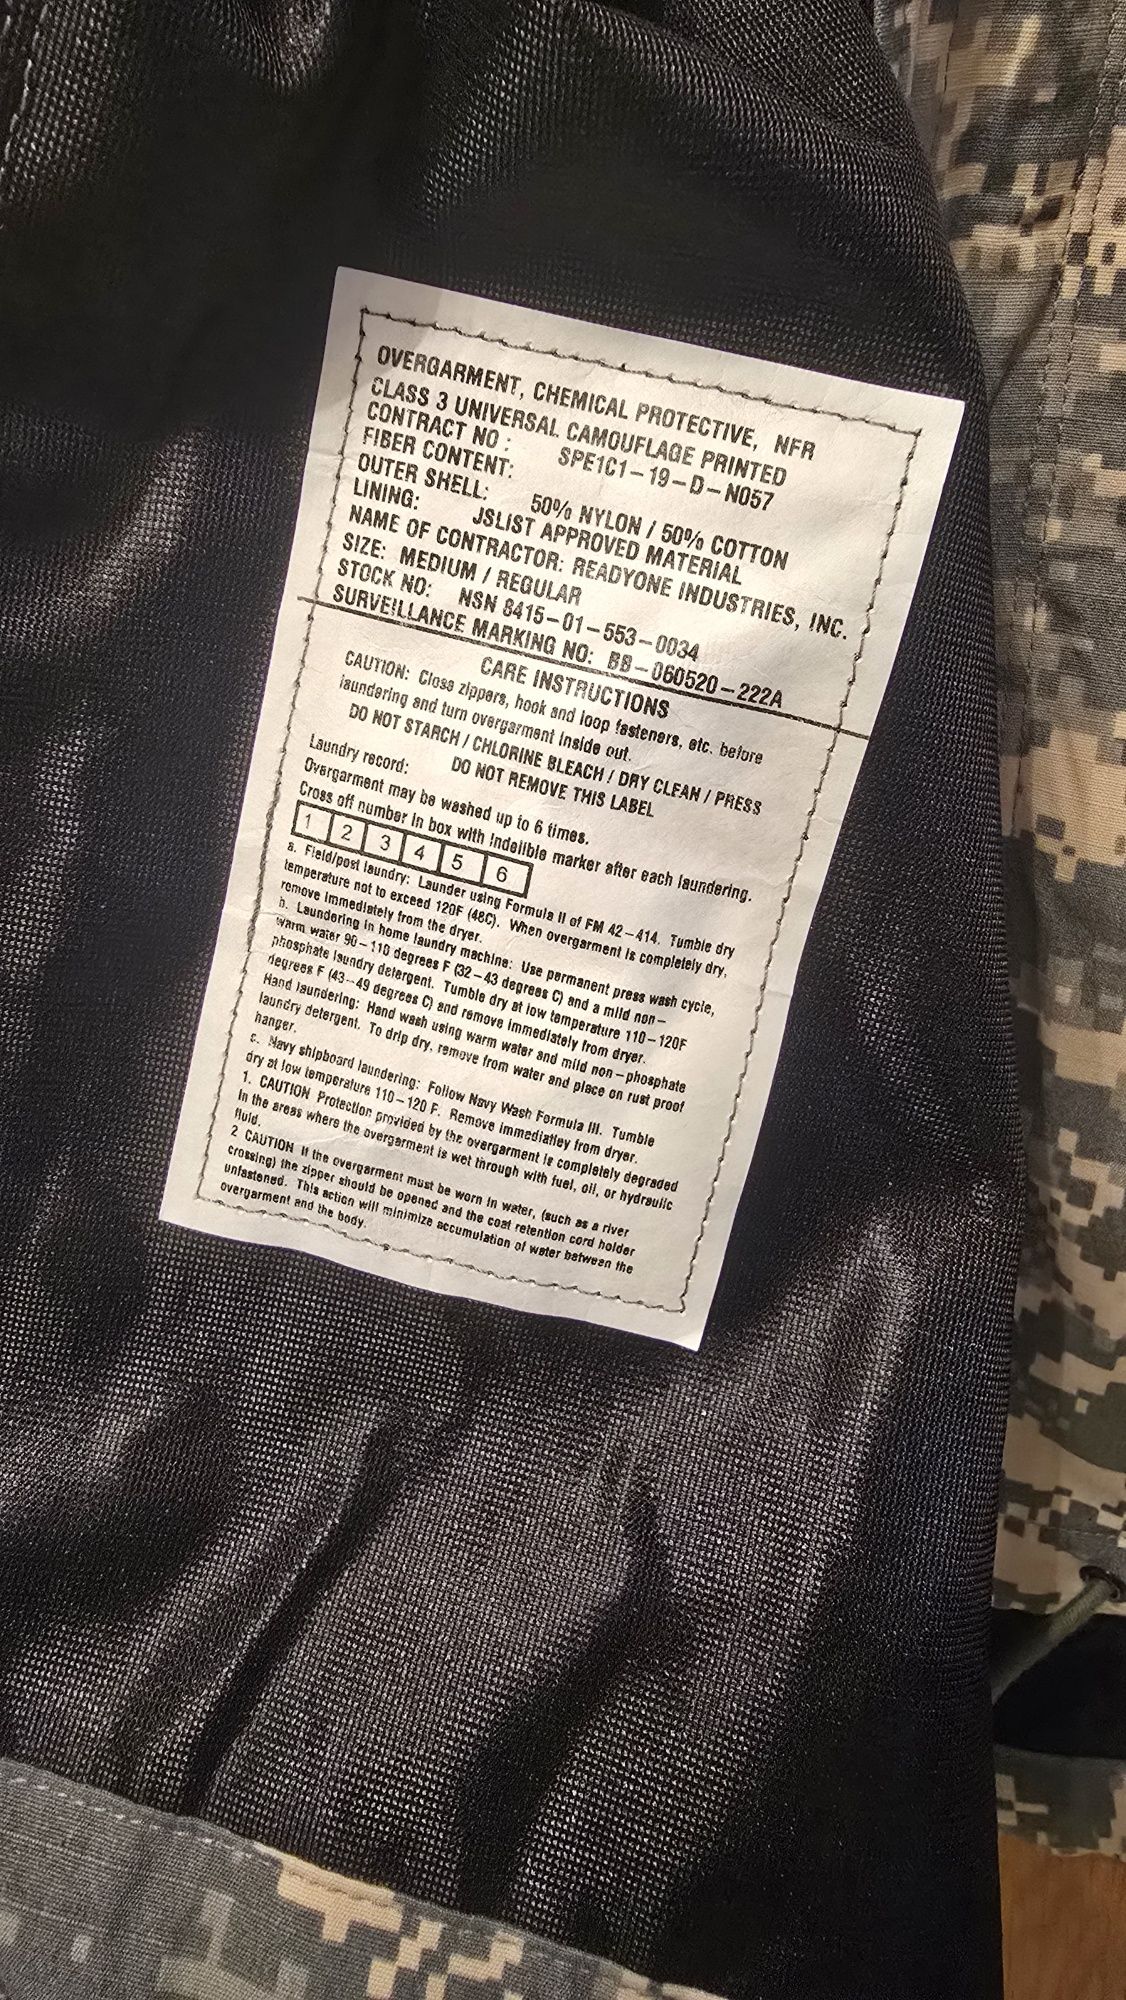 OVERGARMENT, CHEMICAL PROTECTIVE, NFR
CLASS 3 UNIVERSAL CAMOUFLAGE PRINTED
CONTRACT NO : SPE1C1-19-D-N057
FIBER CONTENT:
OUTER SHELL: 50% NYLON / 50% COTTON
LINING: JSLIST APPROVED MATERIAL
NAME OF CONTRACTOR: READYONE INDUSTRIES, INC.
SIZE: MEDIUM / REGULAR
STOCK NO: NSN 8415-01-553-0034
SURVEILLANCE MARKING NO: BB-060520-222A
CARE INSTRUCTIONS
CAUTION: Close zippers, hook and loop fasteners, etc. before
laundering and turn overgarment inside out.
DO NOT STARCH / CHLORINE BLEACH / DRY CLEAN / PRESS
DO NOT REMOVE THIS LABEL
Laundry record:
Overgarment may be washed up to 6 times.
Cross off number in box with indelible marker after each laundering.
1 2 3 4 5 6
a. Field/post laundry: Launder using Formula II of FM 42-414. Tumble dry
temperature not to exceed 120F (48C). When overgarment is completely dry,
remove immediately from the dryer.
h. Laundering in home laundry machine: Use permanent press wash cycle,
warm water 90-110 degrees F (32-43 degrees C) and a mild non-
phosphate laundry detergent. Tumble dry at low temperature 110-120F
degrees F (43--49 degrees C) and remove immediately from dryer.
Hand laundering: Hand wash using warm water and mild non-phosphate
laundry detergent. To drip dry, remove from water and place on rust proof
hanger.
c. Navy shipboard laundering: Follow Navy Wash Formula III. Tumble
dry at low temperature 110-120 F. Remove immediatley from dryer.
1. CAUTION Protection provided by the overgarment is completely degraded
in the areas where the overgarment is wet through with fuel, oil, or hydraulic
fluid.
2 CAUTION If the overgarment must be worn in water, (such as a river
crossing) the zipper should be opened and the coat retention cord holder
unfastened. This action will minimize accumulation of water between the
overgarment and the body.